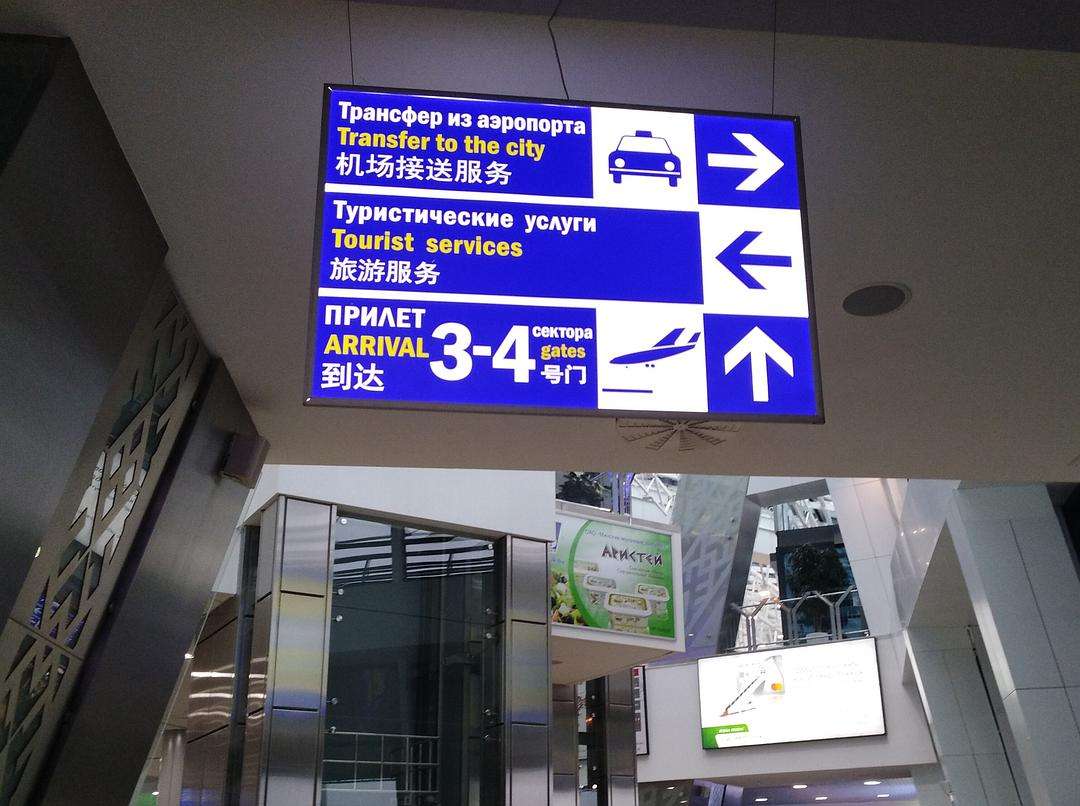 Трансфер из аэропорта
Transfer to the city
机场接送服务
Туристические услуги
Tourist services
旅游服务
ПРИЛЕТ
ARRIVAL
到达
3-4
сектора
gates
号门
АРИСТЕЙ